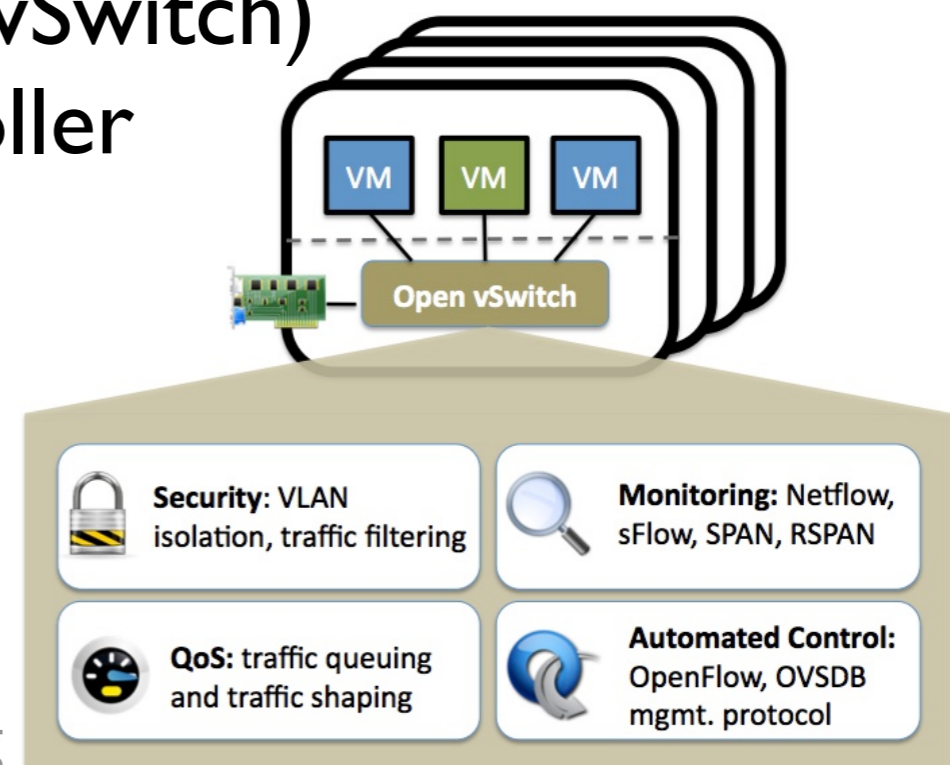 vSwitch)
oller
VM VM VM
Open vSwitch
Security: VLAN
isolation, traffic filtering
Monitoring: Netflow,
sFlow, SPAN, RSPAN
QoS: traffic queuing
and traffic shaping
Automated Control:
OpenFlow, OVSDB
mgmt. protocol